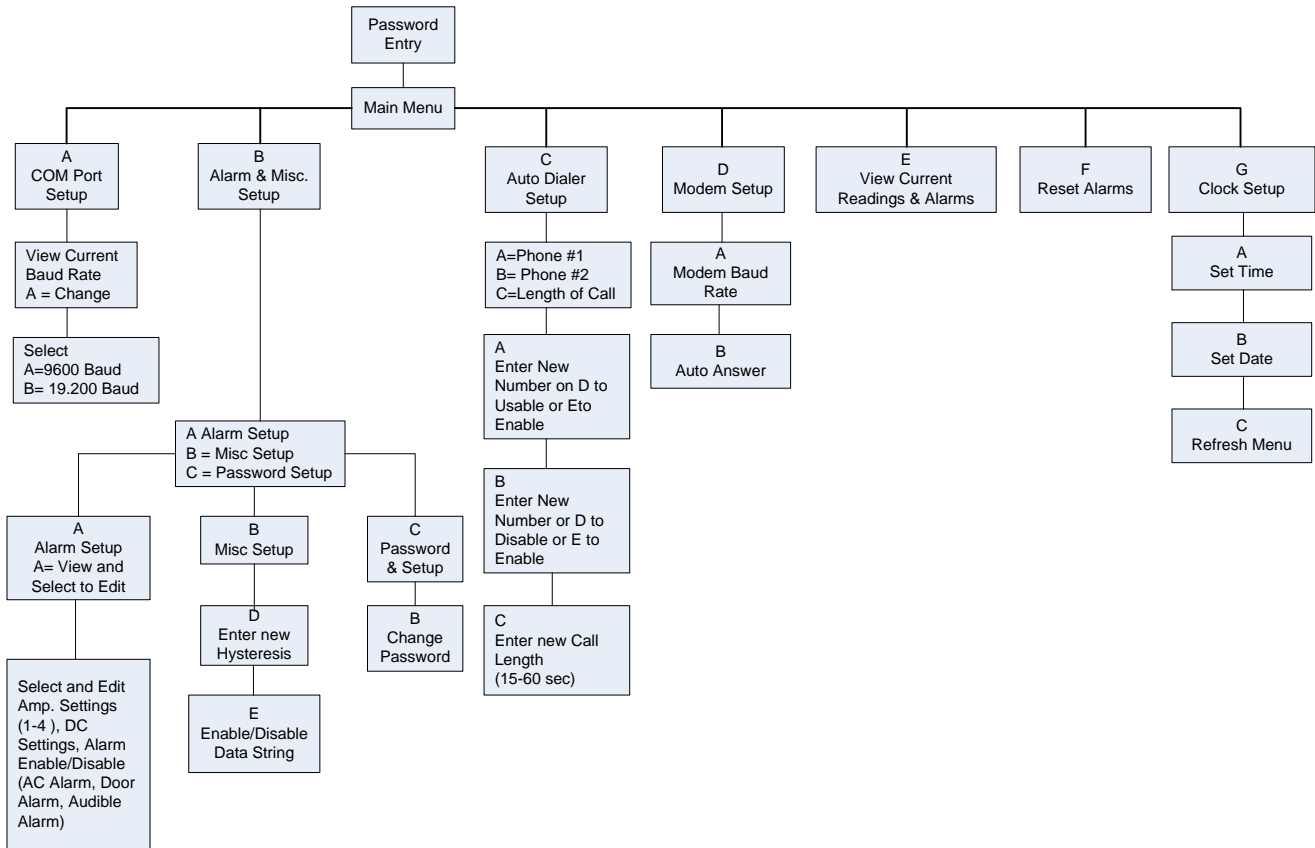 Password
Entry
Main Menu
A
COM Port
Setup
View Current
Baud Rate
A = Change
Select
A=9600 Baud
B= 19.200 Baud
B
Alarm & Misc.
Setup
A Alarm Setup
B = Misc Setup
C = Password Setup
A
Alarm Setup
A= View and
Select to Edit
Select and Edit
Amp. Settings
(1-4 ), DC
Settings, Alarm
Enable/Disable
(AC Alarm, Door
Alarm, Audible
Alarm)
B
Misc Setup
D
Enter new
Hysteresis
E
Enable/Disable
Data String
C
Password
& Setup
B
Change
Password
C
Auto Dialer
Setup
A=Phone #1
B= Phone #2
C=Length of Call
A
Enter New
Number on D to
Usable or Eto
Enable
B
Enter New
Number or D to
Disable or E to
Enable
C
Enter new Call
Length
(15-60 sec)
D
Modem Setup
A
Modem Baud
Rate
B
Auto Answer
E
View Current
Readings & Alarms
F
Reset Alarms
G
Clock Setup
A
Set Time
B
Set Date
C
Refresh Menu